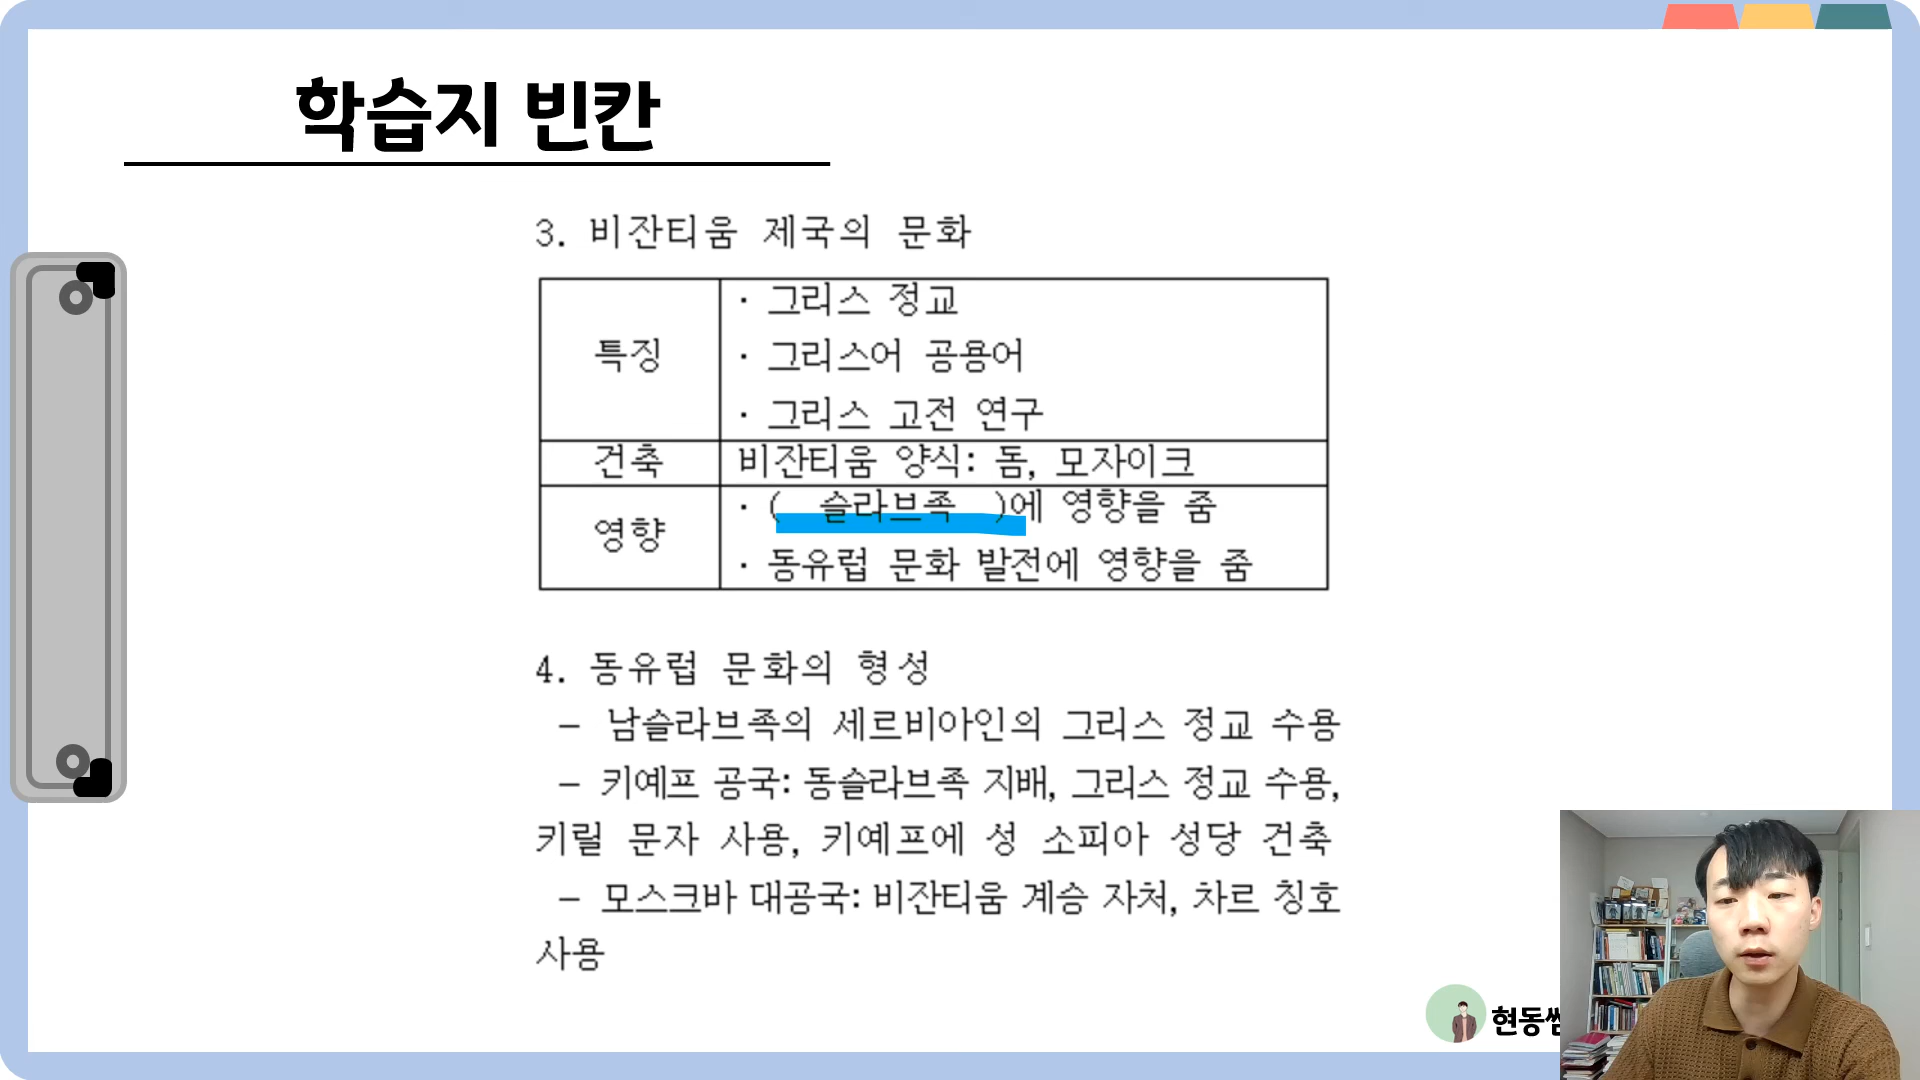 학습지 빈칸
3. 비잔티움 제국의 문화
특징
· 그리스 정교
· 그리스어 공용어
· 그리스 고전 연구
건축
비잔티움 양식: 돔, 모자이크
영향
· ( 슬라브족 )에 영향을 줌
· 동유럽 문화 발전에 영향을 줌
4. 동유럽 문화의 형성
– 남슬라브족의 세르비아인의 그리스 정교 수용
– 키예프 공국: 동슬라브족 지배, 그리스 정교 수용,
키릴 문자 사용, 키예프에 성 소피아 성당 건축
– 모스크바 대공국: 비잔티움 계승 자처, 차르 칭호
사용
현동